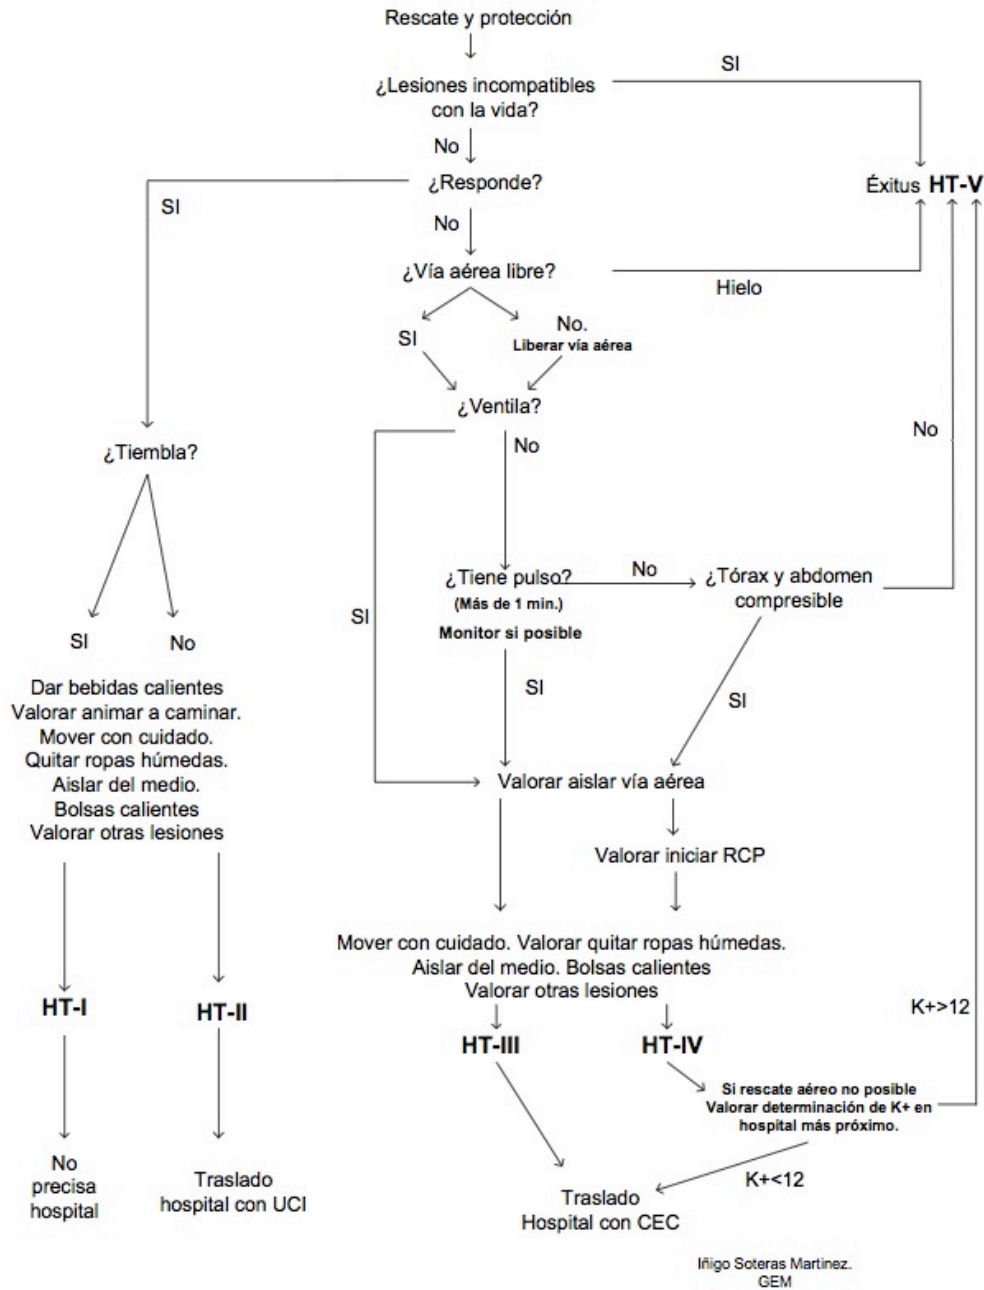 Rescate y protección
SI
¿Lesiones incompatibles
con la vida?
No
¿Responde?
Éxitus HT-V
SI
No
¿Vía aérea libre?
Hielo
SI
No.
Liberar vía aérea
¿Ventila?
No
No
¿Tiembla?
¿Tiene pulso?
(Más de 1 min.)
Monitor si posible
No
¿Tórax y abdomen
compresible
SI
SI
No
SI
SI
Dar bebidas calientes
Valorar animar a caminar.
Mover con cuidado.
Quitar ropas húmedas.
Aislar del medio.
Bolsas calientes
Valorar otras lesiones
Valorar aislar vía aérea
Valorar iniciar RCP
Mover con cuidado. Valorar quitar ropas húmedas.
Aislar del medio. Bolsas calientes
Valorar otras lesiones
HT-I
HT-II
HT-III
HT-IV
K+>12
Si rescate aéreo no posible
Valorar determinación de K+ en
hospital más próximo.
No
precisa
hospital
Traslado
hospital con UCI
K+<12
Traslado
Hospital con CEC
Iñigo Soteras Martinez.
GEM